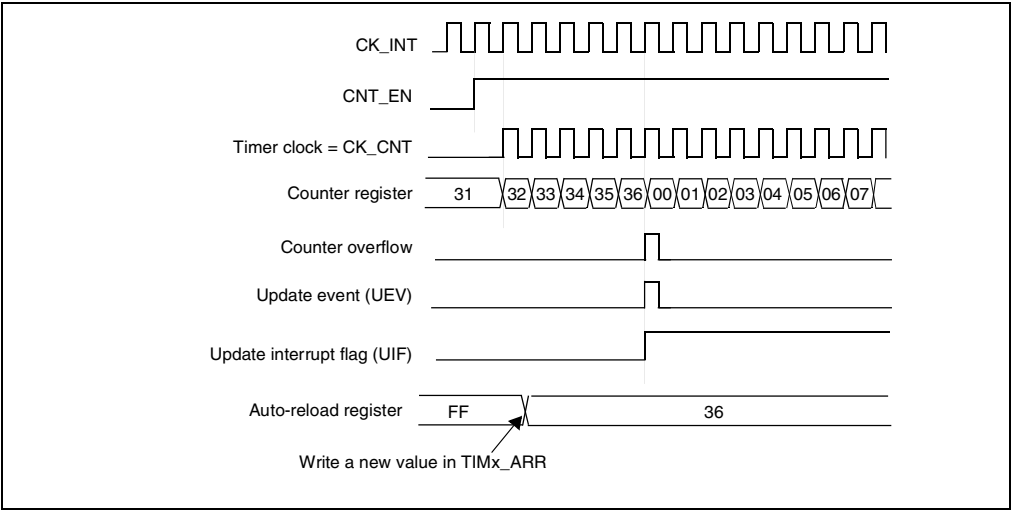 CK_INT
CNT_EN
Timer clock = CK_CNT
Counter register 31 32 33 34 35 36 00 01 02 03 04 05 06 07
Counter overflow
Update event (UEV)
Update interrupt flag (UIF)
Auto-reload register FF 36
Write a new value in TIMx_ARR